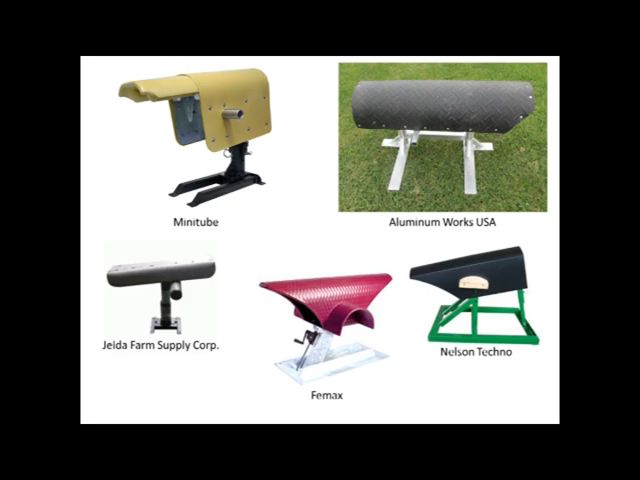 Minitube
Aluminum Works USA
Jeida Farm Supply Corp.
Nelson Techno
Femax